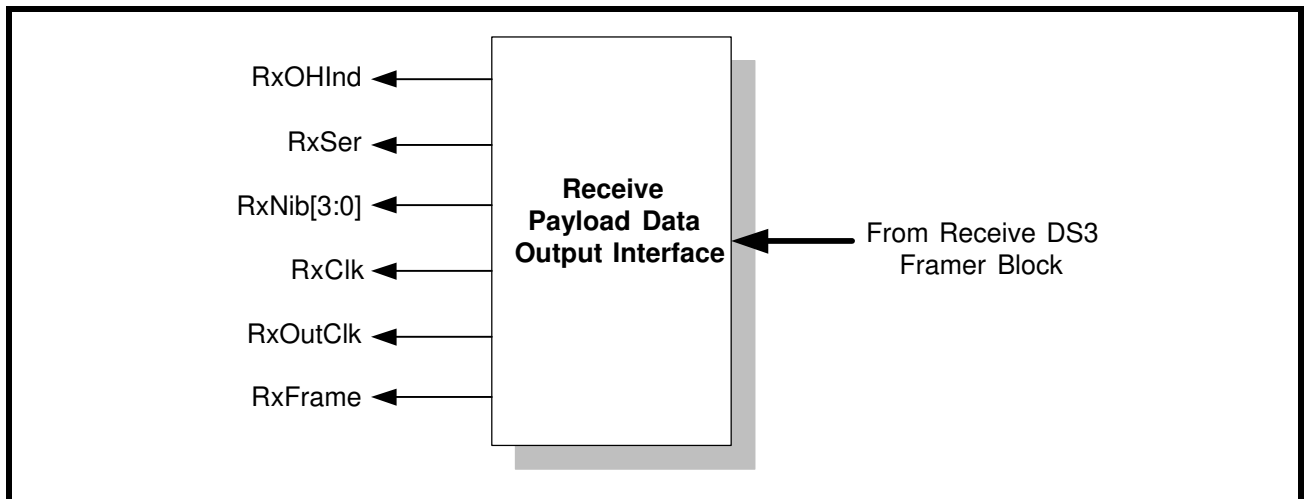 RxOHInd
RxSer
RxNib[3:0]
RxClk
RxOutClk
RxFrame
Receive
Payload Data
Output Interface
From Receive DS3
Framer Block